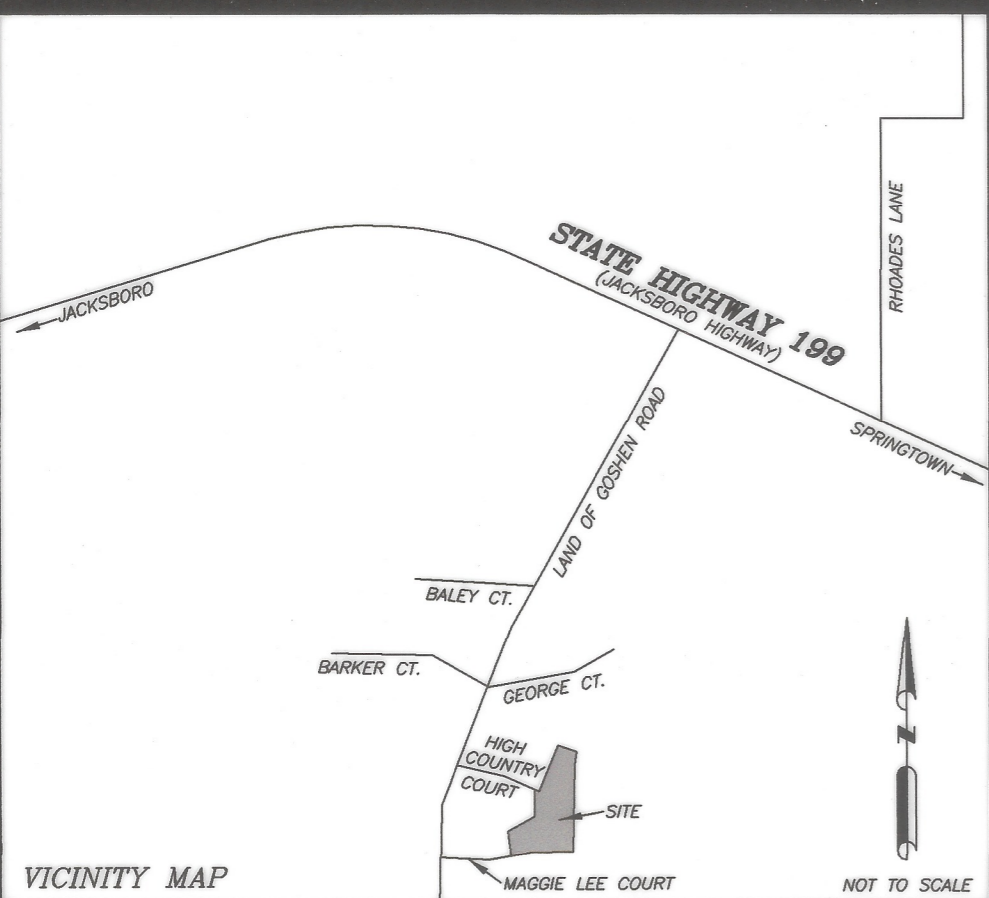 RHOADES LANE
STATE HIGHWAY 199
(JACKSBORO HIGHWAY)
JACKSBORO
SPRINGTOWN
LAND OF GOSHEN ROAD
BALEY CT.
BARKER CT.
GEORGE CT.
HIGH
COUNTRY
COURT
SITE
N
VICINITY MAP
MAGGIE LEE COURT
NOT TO SCALE